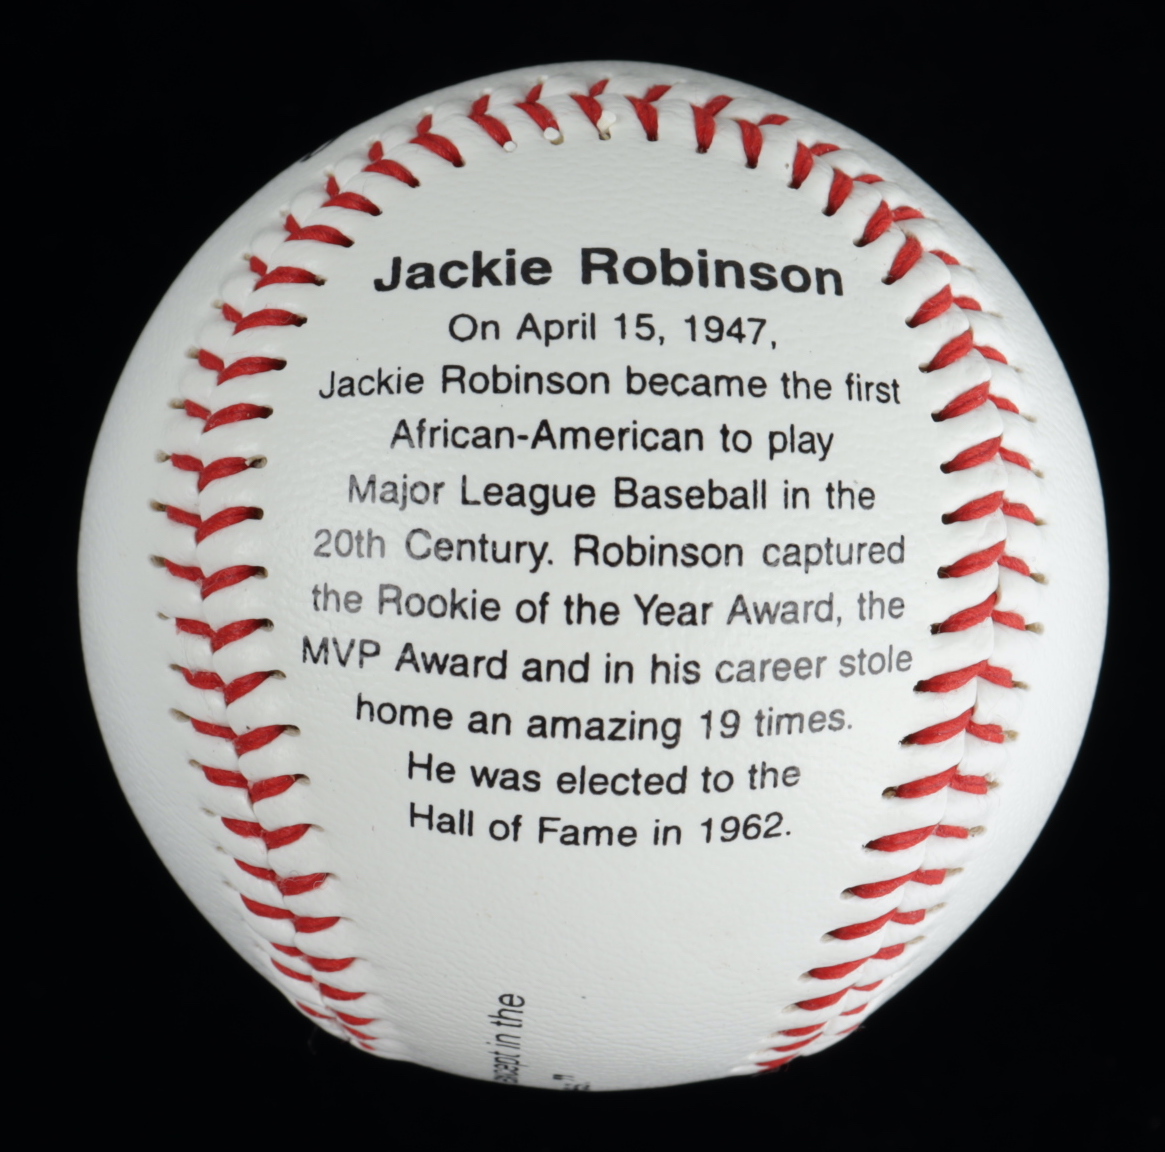 Jackie Robinson
On April 15, 1947,
Jackie Robinson became the first
African-American to play
Major League Baseball in the
20th Century. Robinson captured
the Rookie of the Year Award, the
MVP Award and in his career stole
home an amazing 19 times.
He was elected to the
Hall of Fame in 1962.
in the